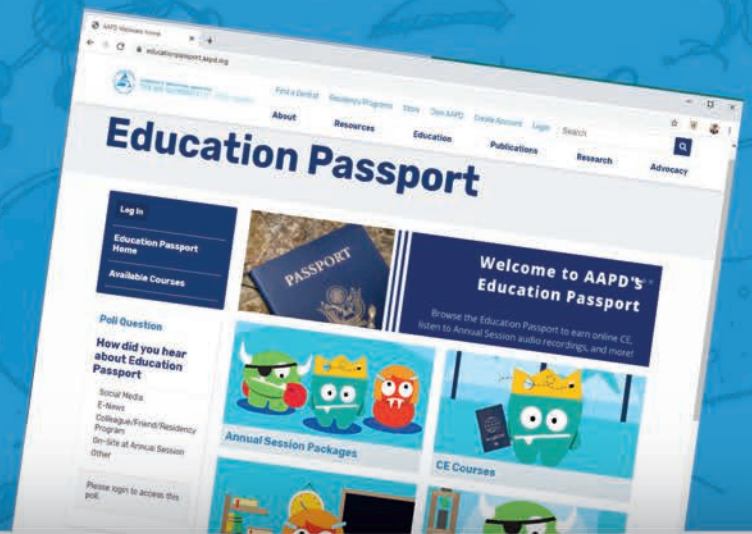 AAPD
educationpassport.aapd.org
Find a Dentist Residency Programs Store Join AAPD Create Account Login Search
About Resources Education Publications Research Advocacy
Education Passport
Log In
Education Passport
Home
Available Courses
PASSPORT
Welcome to AAPD's
Education Passport
Browse the Education Passport to earn online CE,
listen to Annual Session audio recordings, and more!
Poll Question
How did you hear
about Education
Passport
Social Media
E-News
Colleague/Friend/Residency
Program
On-Site at Annual Session
Other
Please login to access this
poll.
Annual Session Packages
CE Courses